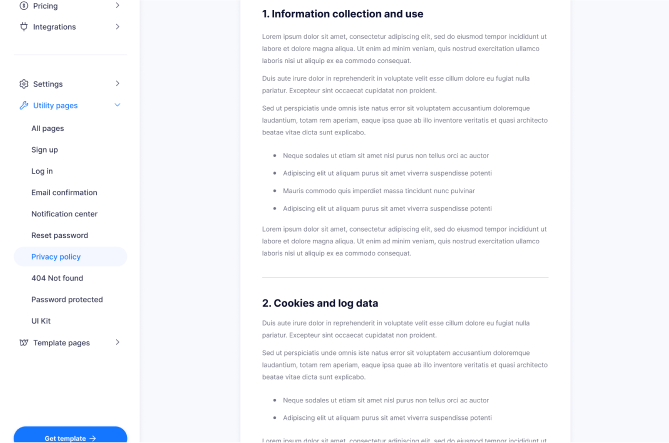 Pricing
Integrations
Settings
Utility pages
All pages
Sign up
Log in
Email confirmation
Notification center
Reset password
Privacy policy
404 Not found
Password protected
UI Kit
Template pages
Get template →
1. Information collection and use
Lorem ipsum dolor sit amet, consectetur adipiscing elit, sed do eiusmod tempor incididunt ut
labore et dolore magna aliqua. Ut enim ad minim veniam, quis nostrud exercitation ullamco
laboris nisi ut aliquip ex ea commodo consequat.
Duis aute irure dolor in reprehenderit in voluptate velit esse cillum dolore eu fugiat nulla
pariatur. Excepteur sint occaecat cupidatat non proident.
Sed ut perspiciatis unde omnis iste natus error sit voluptatem accusantium doloremque
laudantium, totam rem aperiam, eaque ipsa quae ab illo inventore veritatis et quasi architecto
beatae vitae dicta sunt explicabo.
• Neque sodales ut etiam sit amet nisl purus non tellus orci ac auctor
• Adipiscing elit ut aliquam purus sit amet viverra suspendisse potenti
• Mauris commodo quis imperdiet massa tincidunt nunc pulvinar
• Adipiscing elit ut aliquam purus sit amet viverra suspendisse potenti
Lorem ipsum dolor sit amet, consectetur adipiscing elit, sed do eiusmod tempor incididunt ut
labore et dolore magna aliqua. Ut enim ad minim veniam, quis nostrud exercitation ullamco
laboris nisi ut aliquip ex ea commodo consequat.
2. Cookies and log data
Duis aute irure dolor in reprehenderit in voluptate velit esse cillum dolore eu fugiat nulla
pariatur. Excepteur sint occaecat cupidatat non proident.
Sed ut perspiciatis unde omnis iste natus error sit voluptatem accusantium doloremque
laudantium, totam rem aperiam, eaque ipsa quae ab illo inventore veritatis et quasi architecto
beatae vitae dicta sunt explicabo.
• Neque sodales ut etiam sit amet nisl purus non tellus orci ac auctor
• Adipiscing elit ut aliquam purus sit amet viverra suspendisse potenti
Lorem ipsum dolor sit amet, consectetur adipiscing elit, sed do eiusmod tempor incididunt ut